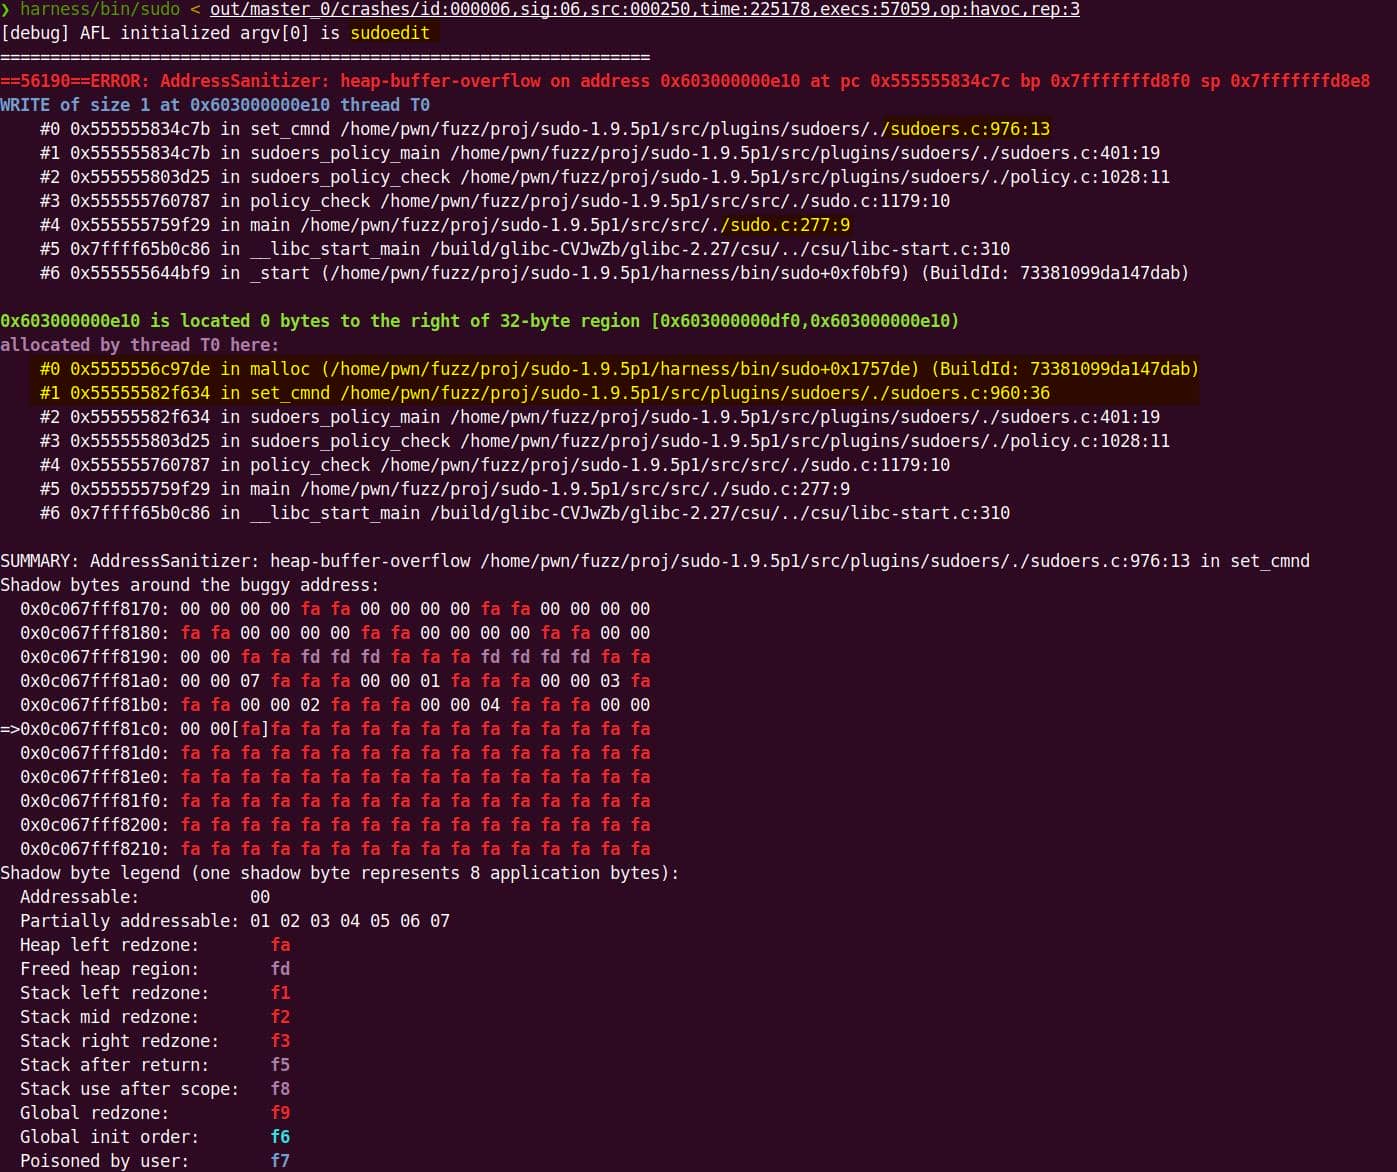 ❯ harness/bin/sudo < out/master_0/crashes/id:000006,sig:06,src:000250,time:225178,execs:57059,op:havoc,rep:3
[debug] AFL initialized argv[0] is sudoedit
=================================================================
==56190==ERROR: AddressSanitizer: heap-buffer-overflow on address 0x603000000e10 at pc 0x555555834c7c bp 0x7fffffffd8f0 sp 0x7fffffffd8e8
WRITE of size 1 at 0x603000000e10 thread T0
    #0 0x555555834c7b in set_cmnd /home/pwn/fuzz/proj/sudo-1.9.5p1/src/plugins/sudoers/./sudoers.c:976:13
    #1 0x555555834c7b in sudoers_policy_main /home/pwn/fuzz/proj/sudo-1.9.5p1/src/plugins/sudoers/./sudoers.c:401:19
    #2 0x555555803d25 in sudoers_policy_check /home/pwn/fuzz/proj/sudo-1.9.5p1/src/plugins/sudoers/./policy.c:1028:11
    #3 0x555555760787 in policy_check /home/pwn/fuzz/proj/sudo-1.9.5p1/src/src/./sudo.c:1179:10
    #4 0x555555759f29 in main /home/pwn/fuzz/proj/sudo-1.9.5p1/src/src/./sudo.c:277:9
    #5 0x7ffff65b0c86 in __libc_start_main /build/glibc-CVJwZb/glibc-2.27/csu/../csu/libc-start.c:310
    #6 0x555555644bf9 in _start (/home/pwn/fuzz/proj/sudo-1.9.5p1/harness/bin/sudo+0xf0bf9) (BuildId: 73381099da147dab)

0x603000000e10 is located 0 bytes to the right of 32-byte region [0x603000000df0,0x603000000e10)
allocated by thread T0 here:
    #0 0x5555556c97de in malloc (/home/pwn/fuzz/proj/sudo-1.9.5p1/harness/bin/sudo+0x1757de) (BuildId: 73381099da147dab)
    #1 0x55555582f634 in set_cmnd /home/pwn/fuzz/proj/sudo-1.9.5p1/src/plugins/sudoers/./sudoers.c:960:36
    #2 0x55555582f634 in sudoers_policy_main /home/pwn/fuzz/proj/sudo-1.9.5p1/src/plugins/sudoers/./sudoers.c:401:19
    #3 0x555555803d25 in sudoers_policy_check /home/pwn/fuzz/proj/sudo-1.9.5p1/src/plugins/sudoers/./policy.c:1028:11
    #4 0x555555760787 in policy_check /home/pwn/fuzz/proj/sudo-1.9.5p1/src/src/./sudo.c:1179:10
    #5 0x555555759f29 in main /home/pwn/fuzz/proj/sudo-1.9.5p1/src/src/./sudo.c:277:9
    #6 0x7ffff65b0c86 in __libc_start_main /build/glibc-CVJwZb/glibc-2.27/csu/../csu/libc-start.c:310

SUMMARY: AddressSanitizer: heap-buffer-overflow /home/pwn/fuzz/proj/sudo-1.9.5p1/src/plugins/sudoers/./sudoers.c:976:13 in set_cmnd
Shadow bytes around the buggy address:
  0x0c067fff8170: 00 00 00 00 fa fa 00 00 00 00 fa fa 00 00 00 00
  0x0c067fff8180: fa fa 00 00 00 00 fa fa 00 00 00 00 fa fa 00 00
  0x0c067fff8190: 00 00 fa fa fd fd fd fa fa fa fd fd fd fd fa fa
  0x0c067fff81a0: 00 00 07 fa fa fa 00 00 01 fa fa fa 00 00 03 fa
  0x0c067fff81b0: fa fa 00 00 02 fa fa fa 00 00 04 fa fa fa 00 00
=>0x0c067fff81c0: 00 00[fa]fa fa fa fa fa fa fa fa fa fa fa fa fa
  0x0c067fff81d0: fa fa fa fa fa fa fa fa fa fa fa fa fa fa fa fa
  0x0c067fff81e0: fa fa fa fa fa fa fa fa fa fa fa fa fa fa fa fa
  0x0c067fff81f0: fa fa fa fa fa fa fa fa fa fa fa fa fa fa fa fa
  0x0c067fff8200: fa fa fa fa fa fa fa fa fa fa fa fa fa fa fa fa
  0x0c067fff8210: fa fa fa fa fa fa fa fa fa fa fa fa fa fa fa fa
Shadow byte legend (one shadow byte represents 8 application bytes):
  Addressable:           00
  Partially addressable: 01 02 03 04 05 06 07
  Heap left redzone:       fa
  Freed heap region:       fd
  Stack left redzone:      f1
  Stack mid redzone:       f2
  Stack right redzone:     f3
  Stack after return:      f5
  Stack use after scope:   f8
  Global redzone:          f9
  Global init order:       f6
  Poisoned by user:        f7